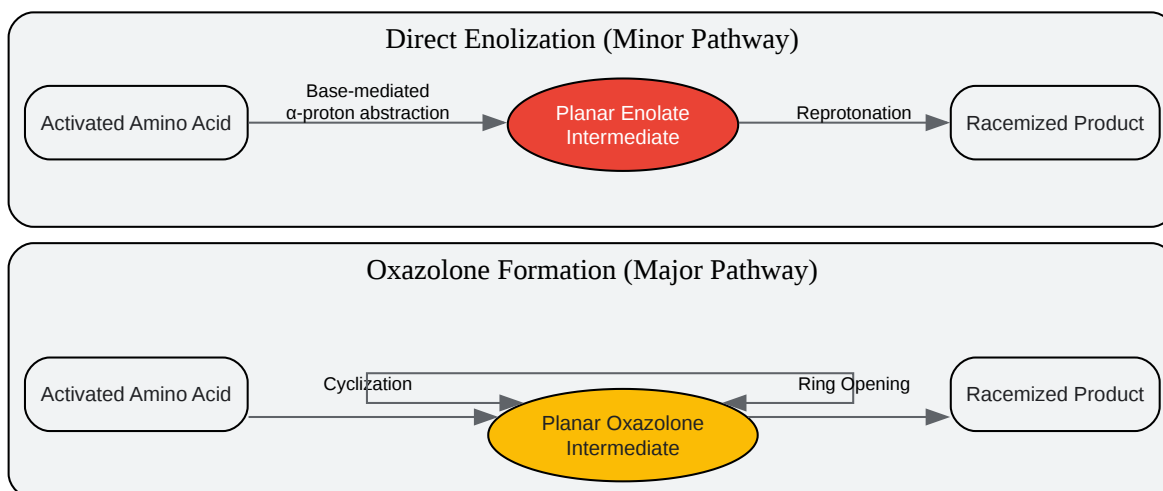 Direct Enolization (Minor Pathway)
Activated Amino Acid
Base-mediated
α-proton abstraction
Planar Enolate
Intermediate
Reprotonation
Racemized Product
Oxazolone Formation (Major Pathway)
Activated Amino Acid
Cyclization
Planar Oxazolone
Intermediate
Ring Opening
Racemized Product